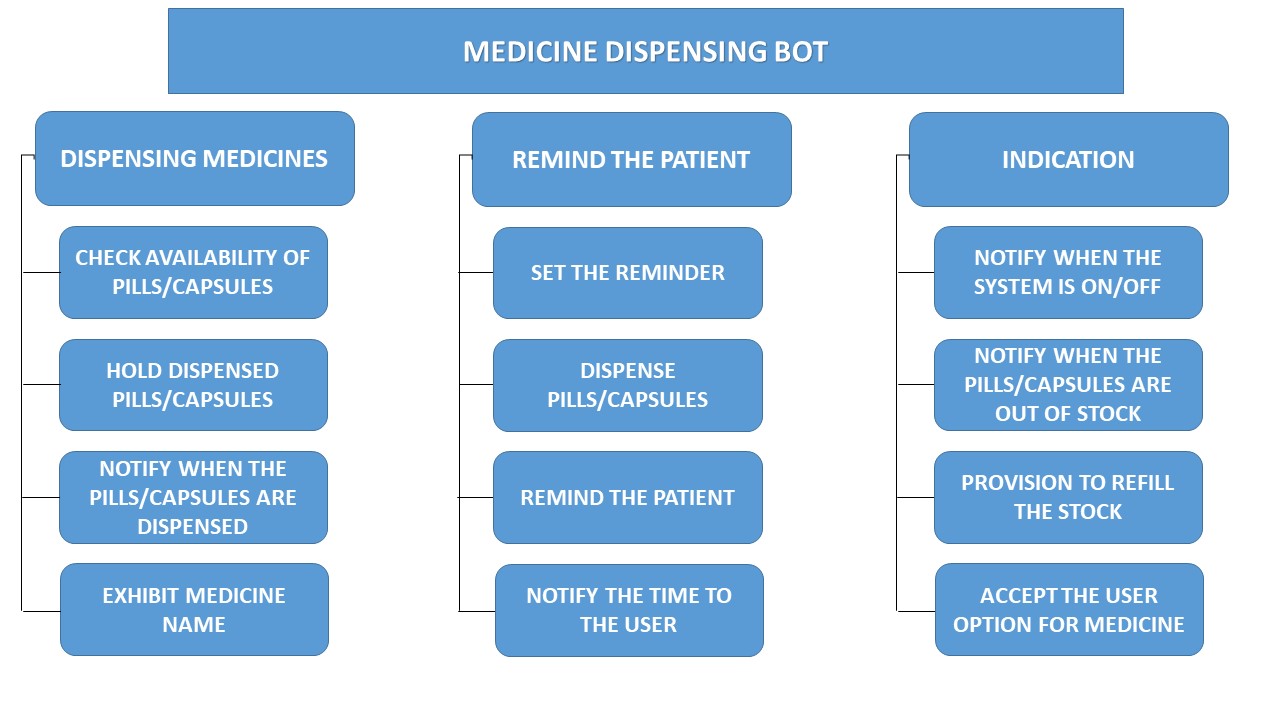 MEDICINE DISPENSING BOT
DISPENSING MEDICINES
CHECK AVAILABILITY OF
PILLS/CAPSULES
HOLD DISPENSED
PILLS/CAPSULES
NOTIFY WHEN THE
PILLS/CAPSULES ARE
DISPENSED
EXHIBIT MEDICINE
NAME
REMIND THE PATIENT
SET THE REMINDER
DISPENSE
PILLS/CAPSULES
REMIND THE PATIENT
NOTIFY THE TIME TO
THE USER
INDICATION
NOTIFY WHEN THE
SYSTEM IS ON/OFF
NOTIFY WHEN THE
PILLS/CAPSULES ARE
OUT OF STOCK
PROVISION TO REFILL
THE STOCK
ACCEPT THE USER
OPTION FOR MEDICINE